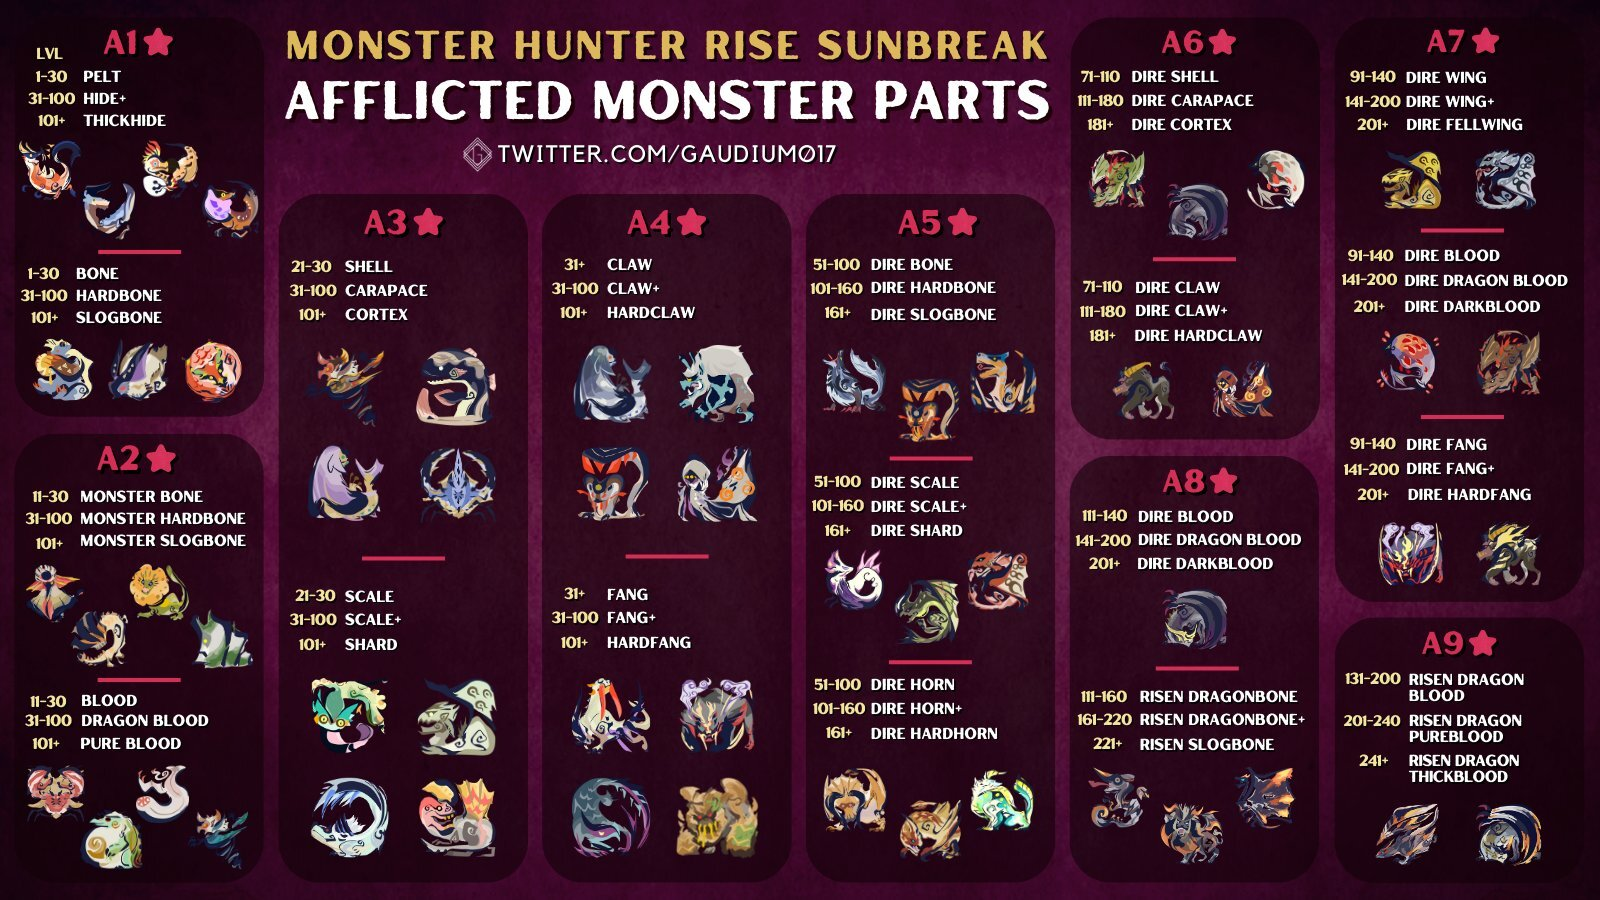 MONSTER HUNTER RISE SUNBREAK
AFFLICTED MONSTER PARTS
TWITTER.COM/GAUDIUM017
A1
LVL
1-30 PELT
31-100 HIDE+
101+ THICKHIDE
1-30 BONE
31-100 HARDBONE
101+ SLOGBONE
A2
11-30 MONSTER BONE
31-100 MONSTER HARDBONE
101+ MONSTER SLOGBONE
11-30 BLOOD
31-100 DRAGON BLOOD
101+ PURE BLOOD
A3
21-30 SHELL
31-100 CARAPACE
101+ CORTEX
21-30 SCALE
31-100 SCALE+
101+ SHARD
A4
31+ CLAW
31-100 CLAW+
101+ HARDCLAW
31+ FANG
31-100 FANG+
101+ HARDFANG
A5
51-100 DIRE BONE
101-160 DIRE HARDBONE
161+ DIRE SLOGBONE
51-100 DIRE SCALE
101-160 DIRE SCALE+
161+ DIRE SHARD
51-100 DIRE HORN
101-160 DIRE HORN+
161+ DIRE HARDHORN
A6
71-110 DIRE SHELL
111-180 DIRE CARAPACE
181+ DIRE CORTEX
71-110 DIRE CLAW
111-180 DIRE CLAW+
181+ DIRE HARDCLAW
A8
111-140 DIRE BLOOD
141-200 DIRE DRAGON BLOOD
201+ DIRE DARKBLOOD
111-160 RISEN DRAGONBONE
161-220 RISEN DRAGONBONE+
221+ RISEN SLOGBONE
A7
91-140 DIRE WING
141-200 DIRE WING+
201+ DIRE FELLWING
91-140 DIRE BLOOD
141-200 DIRE DRAGON BLOOD
201+ DIRE DARKBLOOD
91-140 DIRE FANG
141-200 DIRE FANG+
201+ DIRE HARDFANG
A9
131-200 RISEN DRAGON
BLOOD
201-240 RISEN DRAGON
PUREBLOOD
241+ RISEN DRAGON
THICKBLOOD